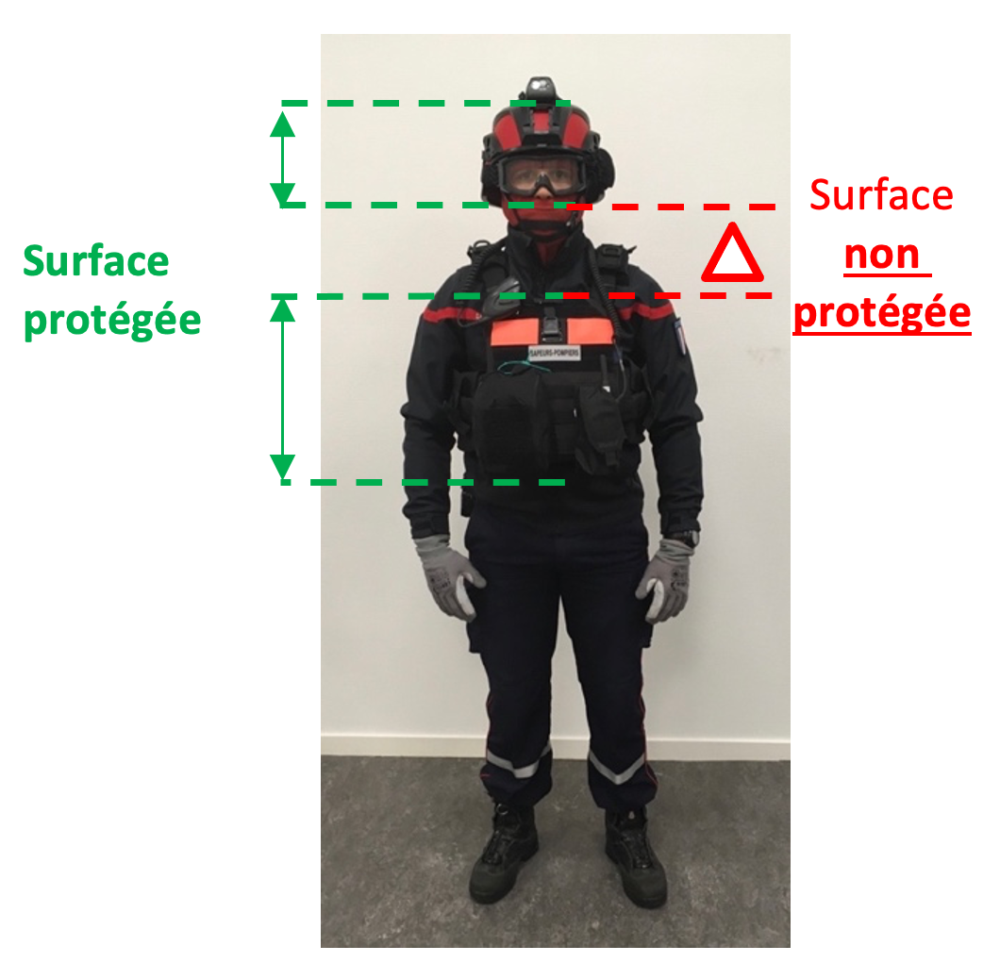 Surface
protégée
Surface
non
protégée
SAPEURS-POMPIERS